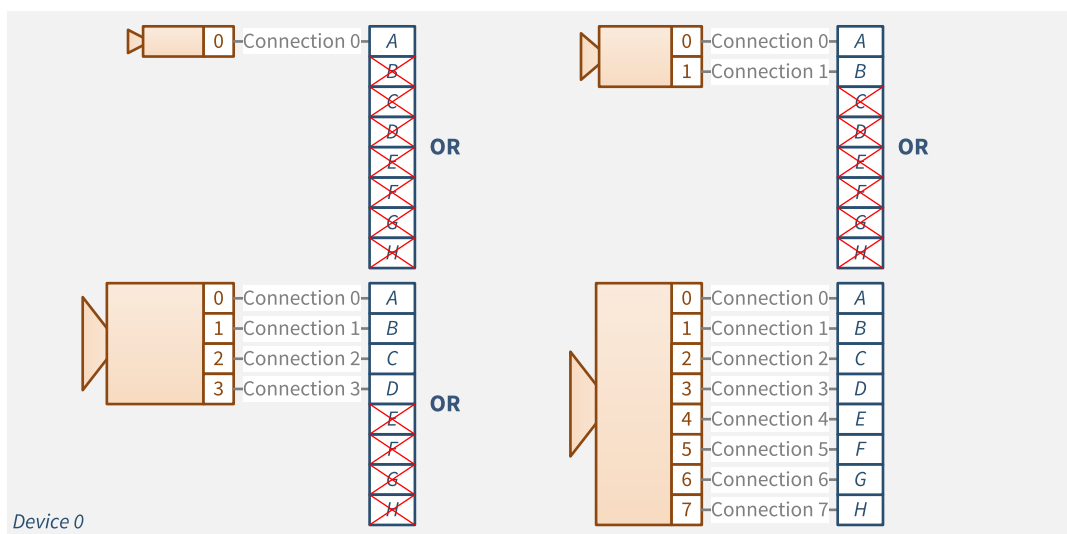 0 Connection 0 A
B
C
D
E
F
G
H
OR
0 Connection 0 A
1 Connection 1 B
C
D
E
F
G
H
OR
0 Connection 0 A
1 Connection 1 B
2 Connection 2 C
3 Connection 3 D
E
F
G
H
OR
0 Connection 0 A
1 Connection 1 B
2 Connection 2 C
3 Connection 3 D
4 Connection 4 E
5 Connection 5 F
6 Connection 6 G
7 Connection 7 H
Device 0